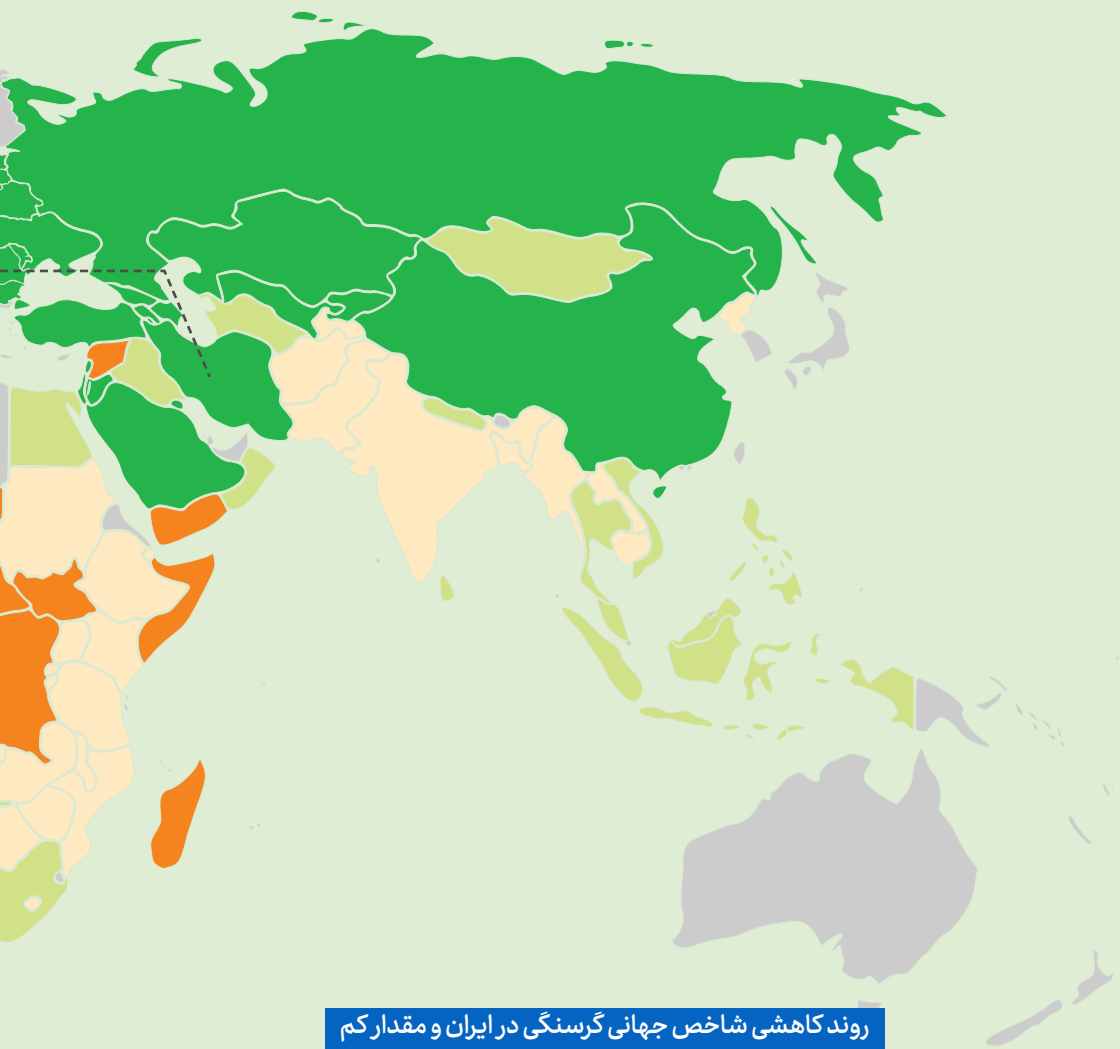 روند کاهشی شاخص جهانی گرسنگی در ایران و مقدار کم